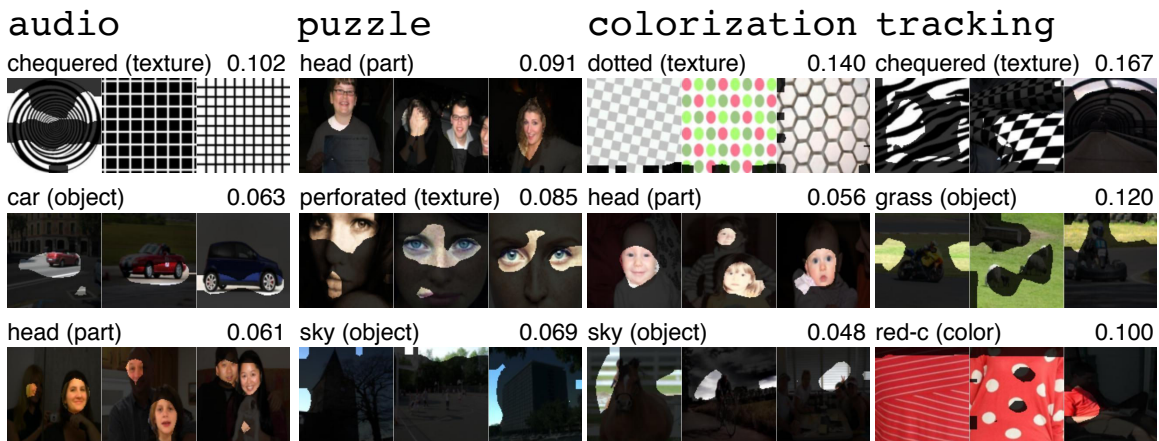 audio puzzle colorization tracking
chequered (texture) 0.102 head (part) 0.091 dotted (texture) 0.140 chequered (texture) 0.167
car (object) 0.063 perforated (texture) 0.085 head (part) 0.056 grass (object) 0.120
head (part) 0.061 sky (object) 0.069 sky (object) 0.048 red-c (color) 0.100